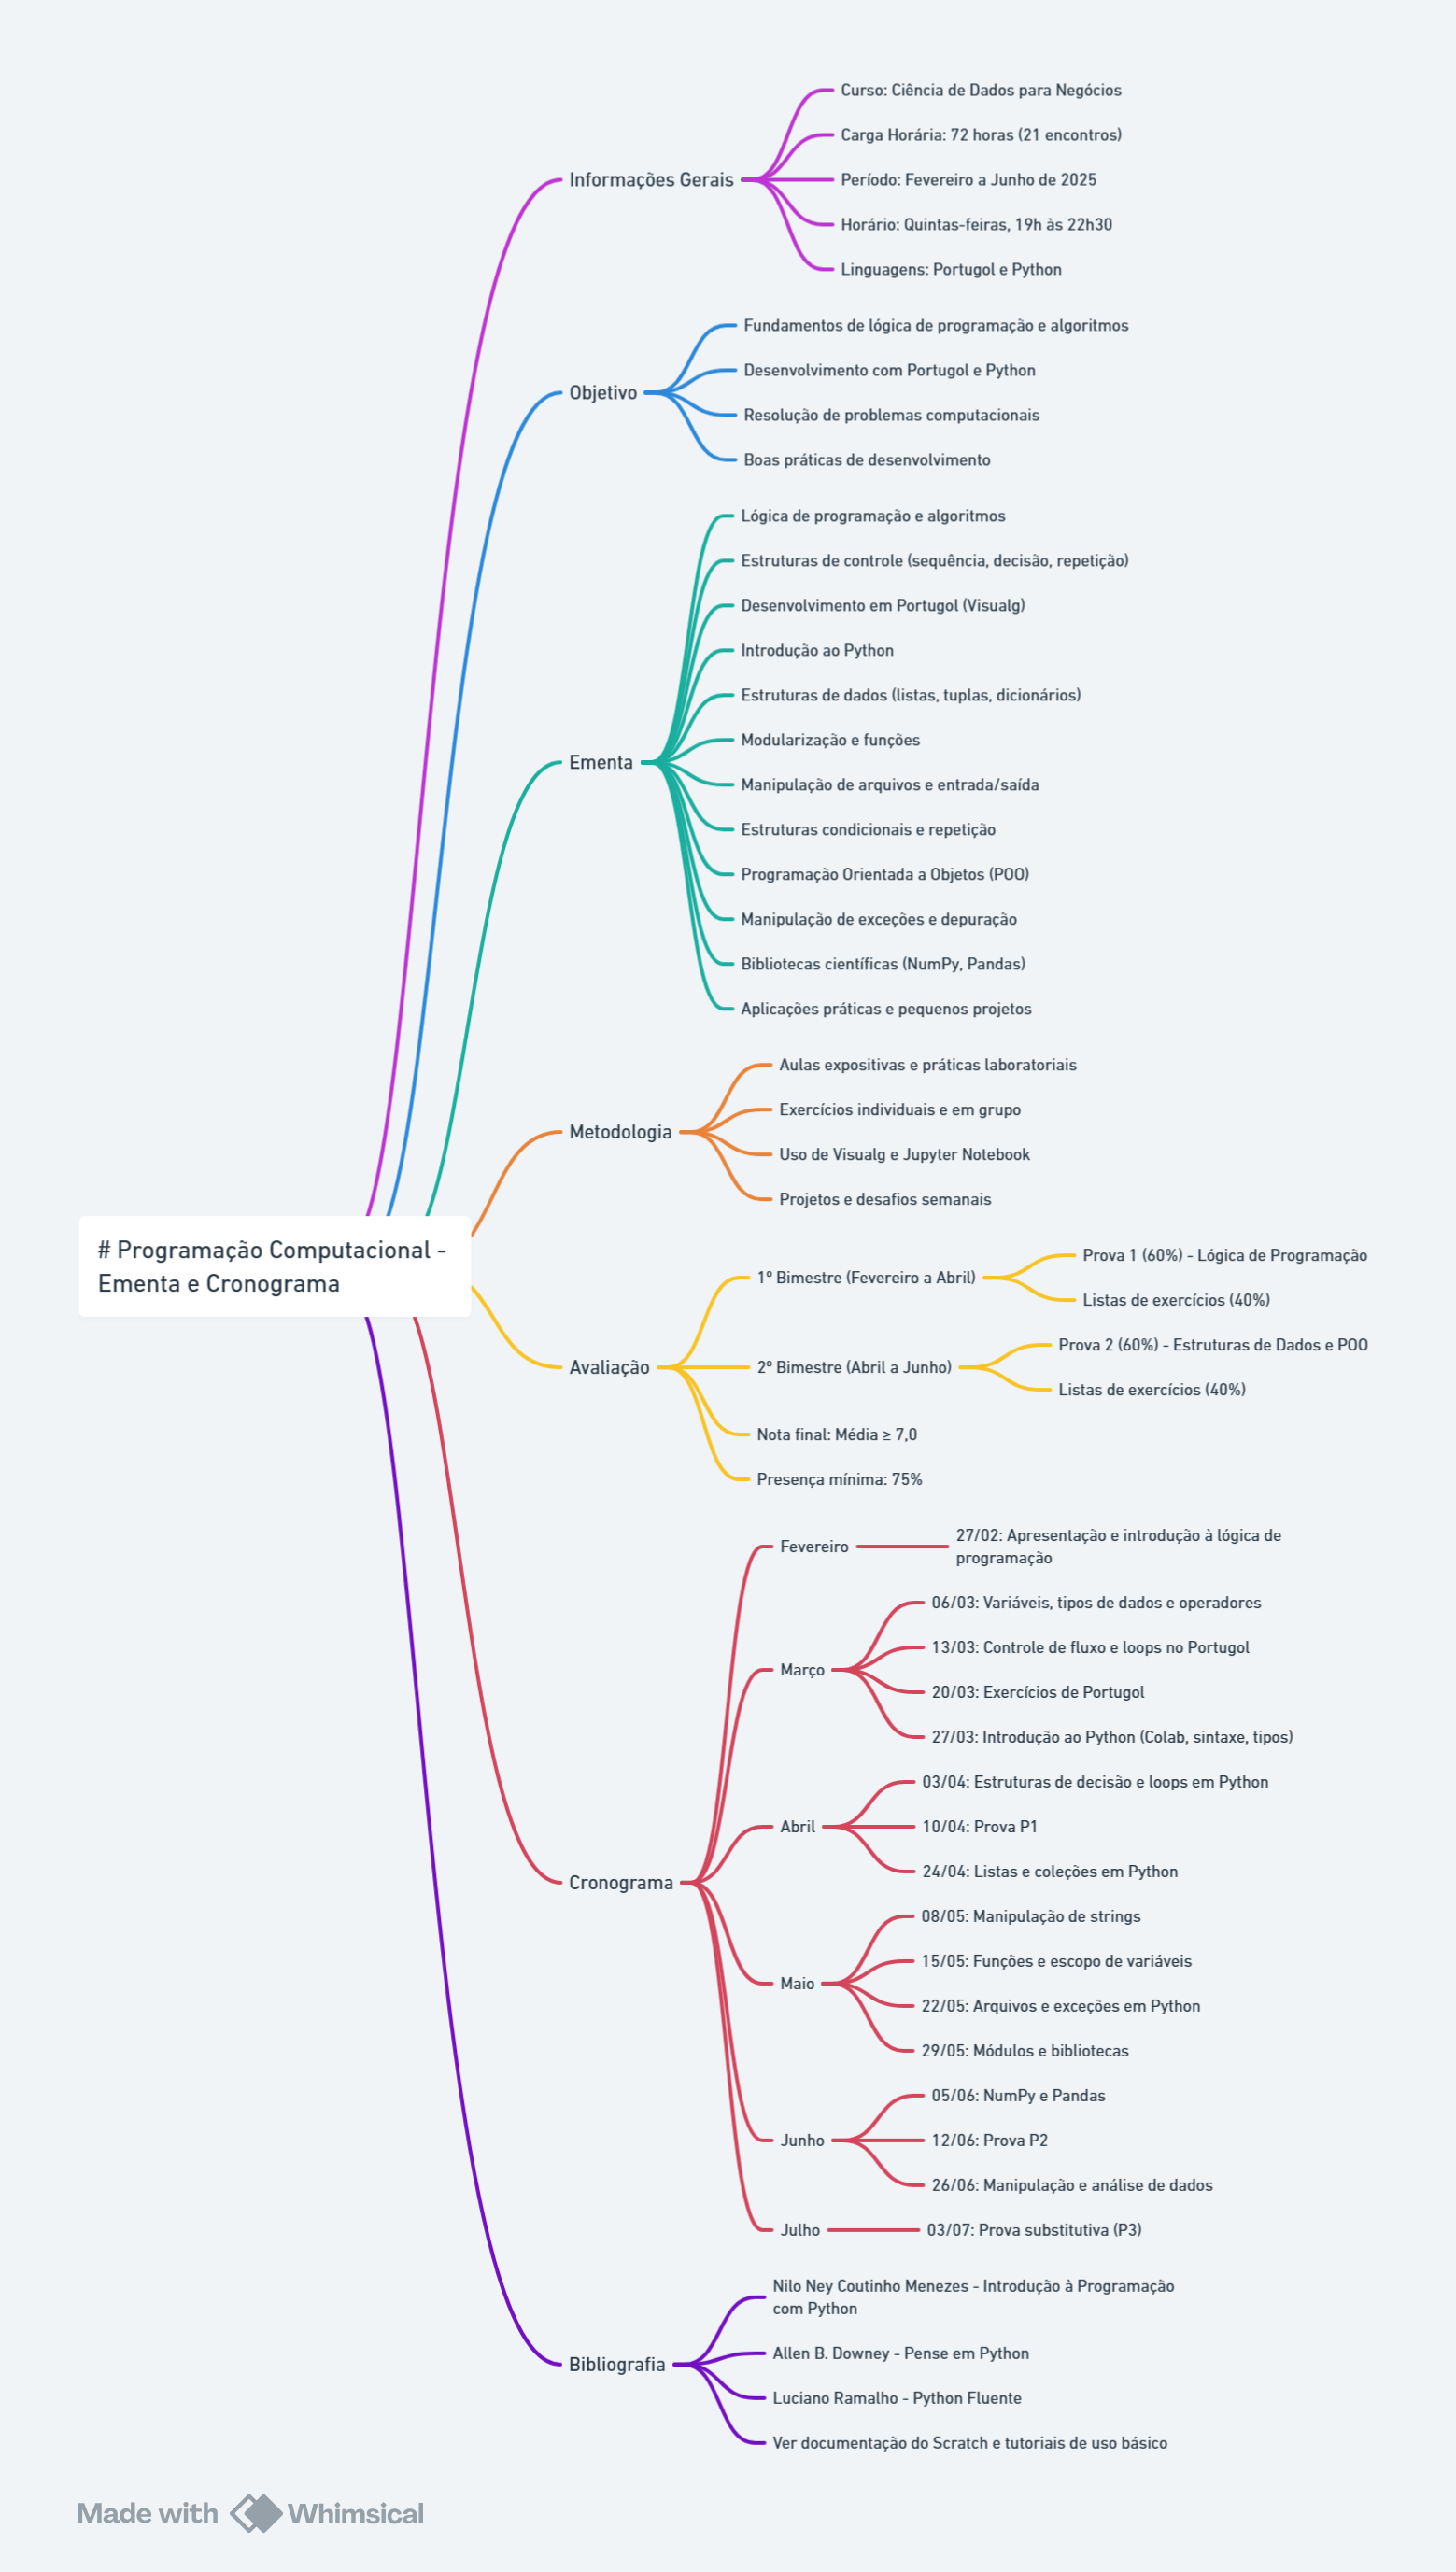 # Programação Computacional -
Ementa e Cronograma
Informações Gerais
Curso: Ciência de Dados para Negócios
Carga Horária: 72 horas (21 encontros)
Período: Fevereiro a Junho de 2025
Horário: Quintas-feiras, 19h às 22h30
Linguagens: Portugol e Python
Objetivo
Fundamentos de lógica de programação e algoritmos
Desenvolvimento com Portugol e Python
Resolução de problemas computacionais
Boas práticas de desenvolvimento
Ementa
Lógica de programação e algoritmos
Estruturas de controle (sequência, decisão, repetição)
Desenvolvimento em Portugol (Visualg)
Introdução ao Python
Estruturas de dados (listas, tuplas, dicionários)
Modularização e funções
Manipulação de arquivos e entrada/saída
Estruturas condicionais e repetição
Programação Orientada a Objetos (POO)
Manipulação de exceções e depuração
Bibliotecas científicas (NumPy, Pandas)
Aplicações práticas e pequenos projetos
Metodologia
Aulas expositivas e práticas laboratoriais
Exercícios individuais e em grupo
Uso de Visualg e Jupyter Notebook
Projetos e desafios semanais
Avaliação
1º Bimestre (Fevereiro a Abril)
Prova 1 (60%) - Lógica de Programação
Listas de exercícios (40%)
2º Bimestre (Abril a Junho)
Prova 2 (60%) - Estruturas de Dados e POO
Listas de exercícios (40%)
Nota final: Média ≥ 7,0
Presença mínima: 75%
Cronograma
Fevereiro
27/02: Apresentação e introdução à lógica de
programação
Março
06/03: Variáveis, tipos de dados e operadores
13/03: Controle de fluxo e loops no Portugol
20/03: Exercícios de Portugol
27/03: Introdução ao Python (Colab, sintaxe, tipos)
Abril
03/04: Estruturas de decisão e loops em Python
10/04: Prova P1
24/04: Listas e coleções em Python
Maio
08/05: Manipulação de strings
15/05: Funções e escopo de variáveis
22/05: Arquivos e exceções em Python
29/05: Módulos e bibliotecas
Junho
05/06: NumPy e Pandas
12/06: Prova P2
26/06: Manipulação e análise de dados
Julho
03/07: Prova substitutiva (P3)
Bibliografia
Nilo Ney Coutinho Menezes - Introdução à Programação
com Python
Allen B. Downey - Pense em Python
Luciano Ramalho - Python Fluente
Ver documentação do Scratch e tutoriais de uso básico
Made with Whimsical